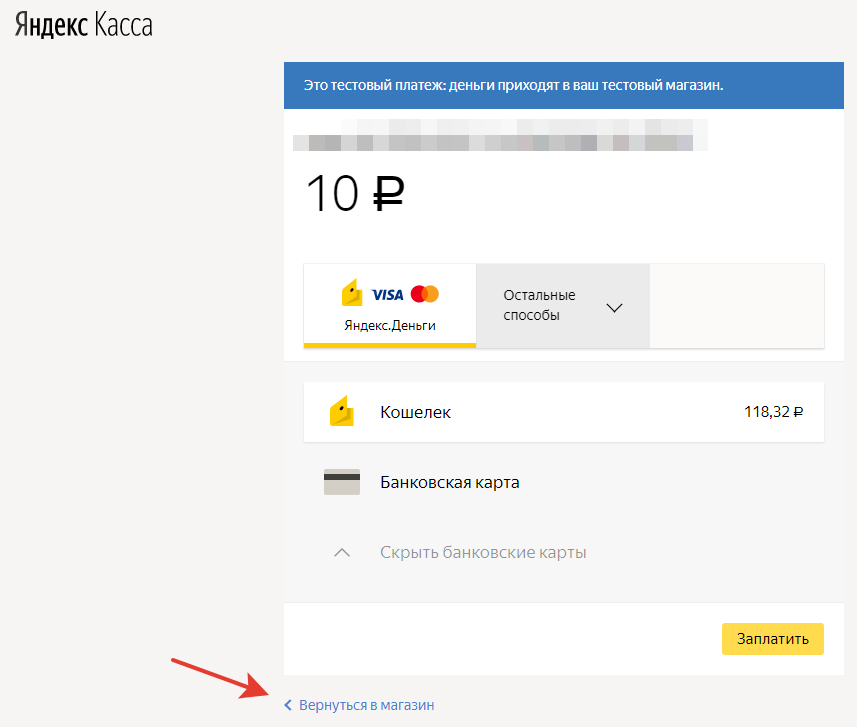 Яндекс Касса
Это тестовый платеж: деньги приходят в ваш тестовый магазин.
10 ₽
VISA
Яндекс.Деньги
Остальные
способы
Кошелек 118,32 ₽
Банковская карта
Скрыть банковские карты
Заплатить
Вернуться в магазин